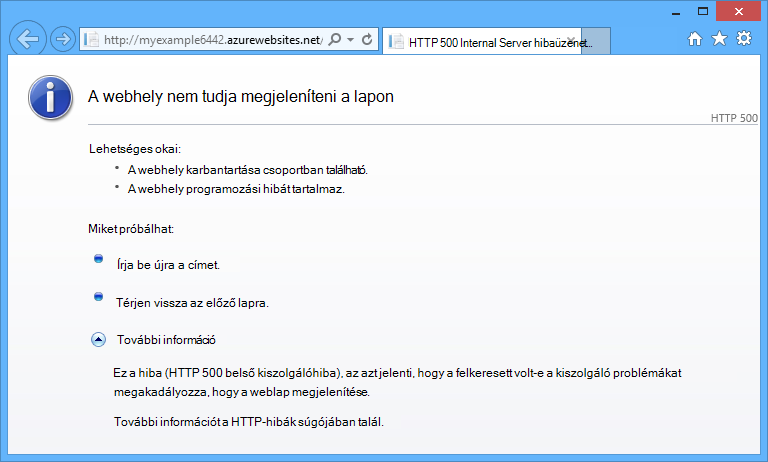 http://myexample6442.azurewebsites.net/
HTTP 500 Internal Server hibaüzenet...
A webhely nem tudja megjeleníteni a lapon
HTTP 500
Lehetséges okai:
A webhely karbantartása csoportban található.
A webhely programozási hibát tartalmaz.
Miket próbálhat:
Írja be újra a címet.
Térjen vissza az előző lapra.
További információ
Ez a hiba (HTTP 500 belső kiszolgálóhiba), az azt jelenti, hogy a felkeresett volt-e a kiszolgáló problémákat
megakadályozza, hogy a weblap megjelenítése.
További információt a HTTP-hibák súgójában talál.